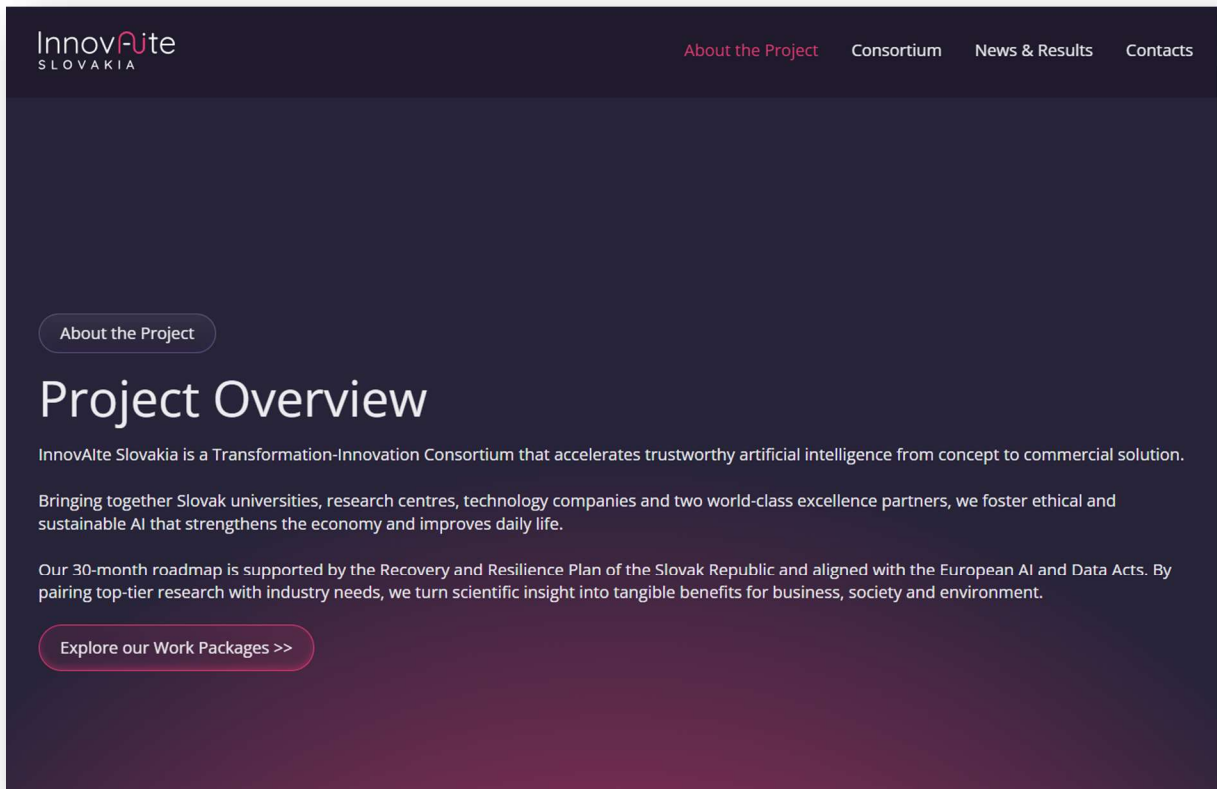 InnovAIte
SLOVAKIA
About the Project
Consortium
News & Results
Contacts
About the Project
Project Overview
InnovAIte Slovakia is a Transformation-Innovation Consortium that accelerates trustworthy artificial intelligence from concept to commercial solution.
Bringing together Slovak universities, research centres, technology companies and two world-class excellence partners, we foster ethical and
sustainable AI that strengthens the economy and improves daily life.
Our 30-month roadmap is supported by the Recovery and Resilience Plan of the Slovak Republic and aligned with the European AI and Data Acts. By
pairing top-tier research with industry needs, we turn scientific insight into tangible benefits for business, society and environment.
Explore our Work Packages >>